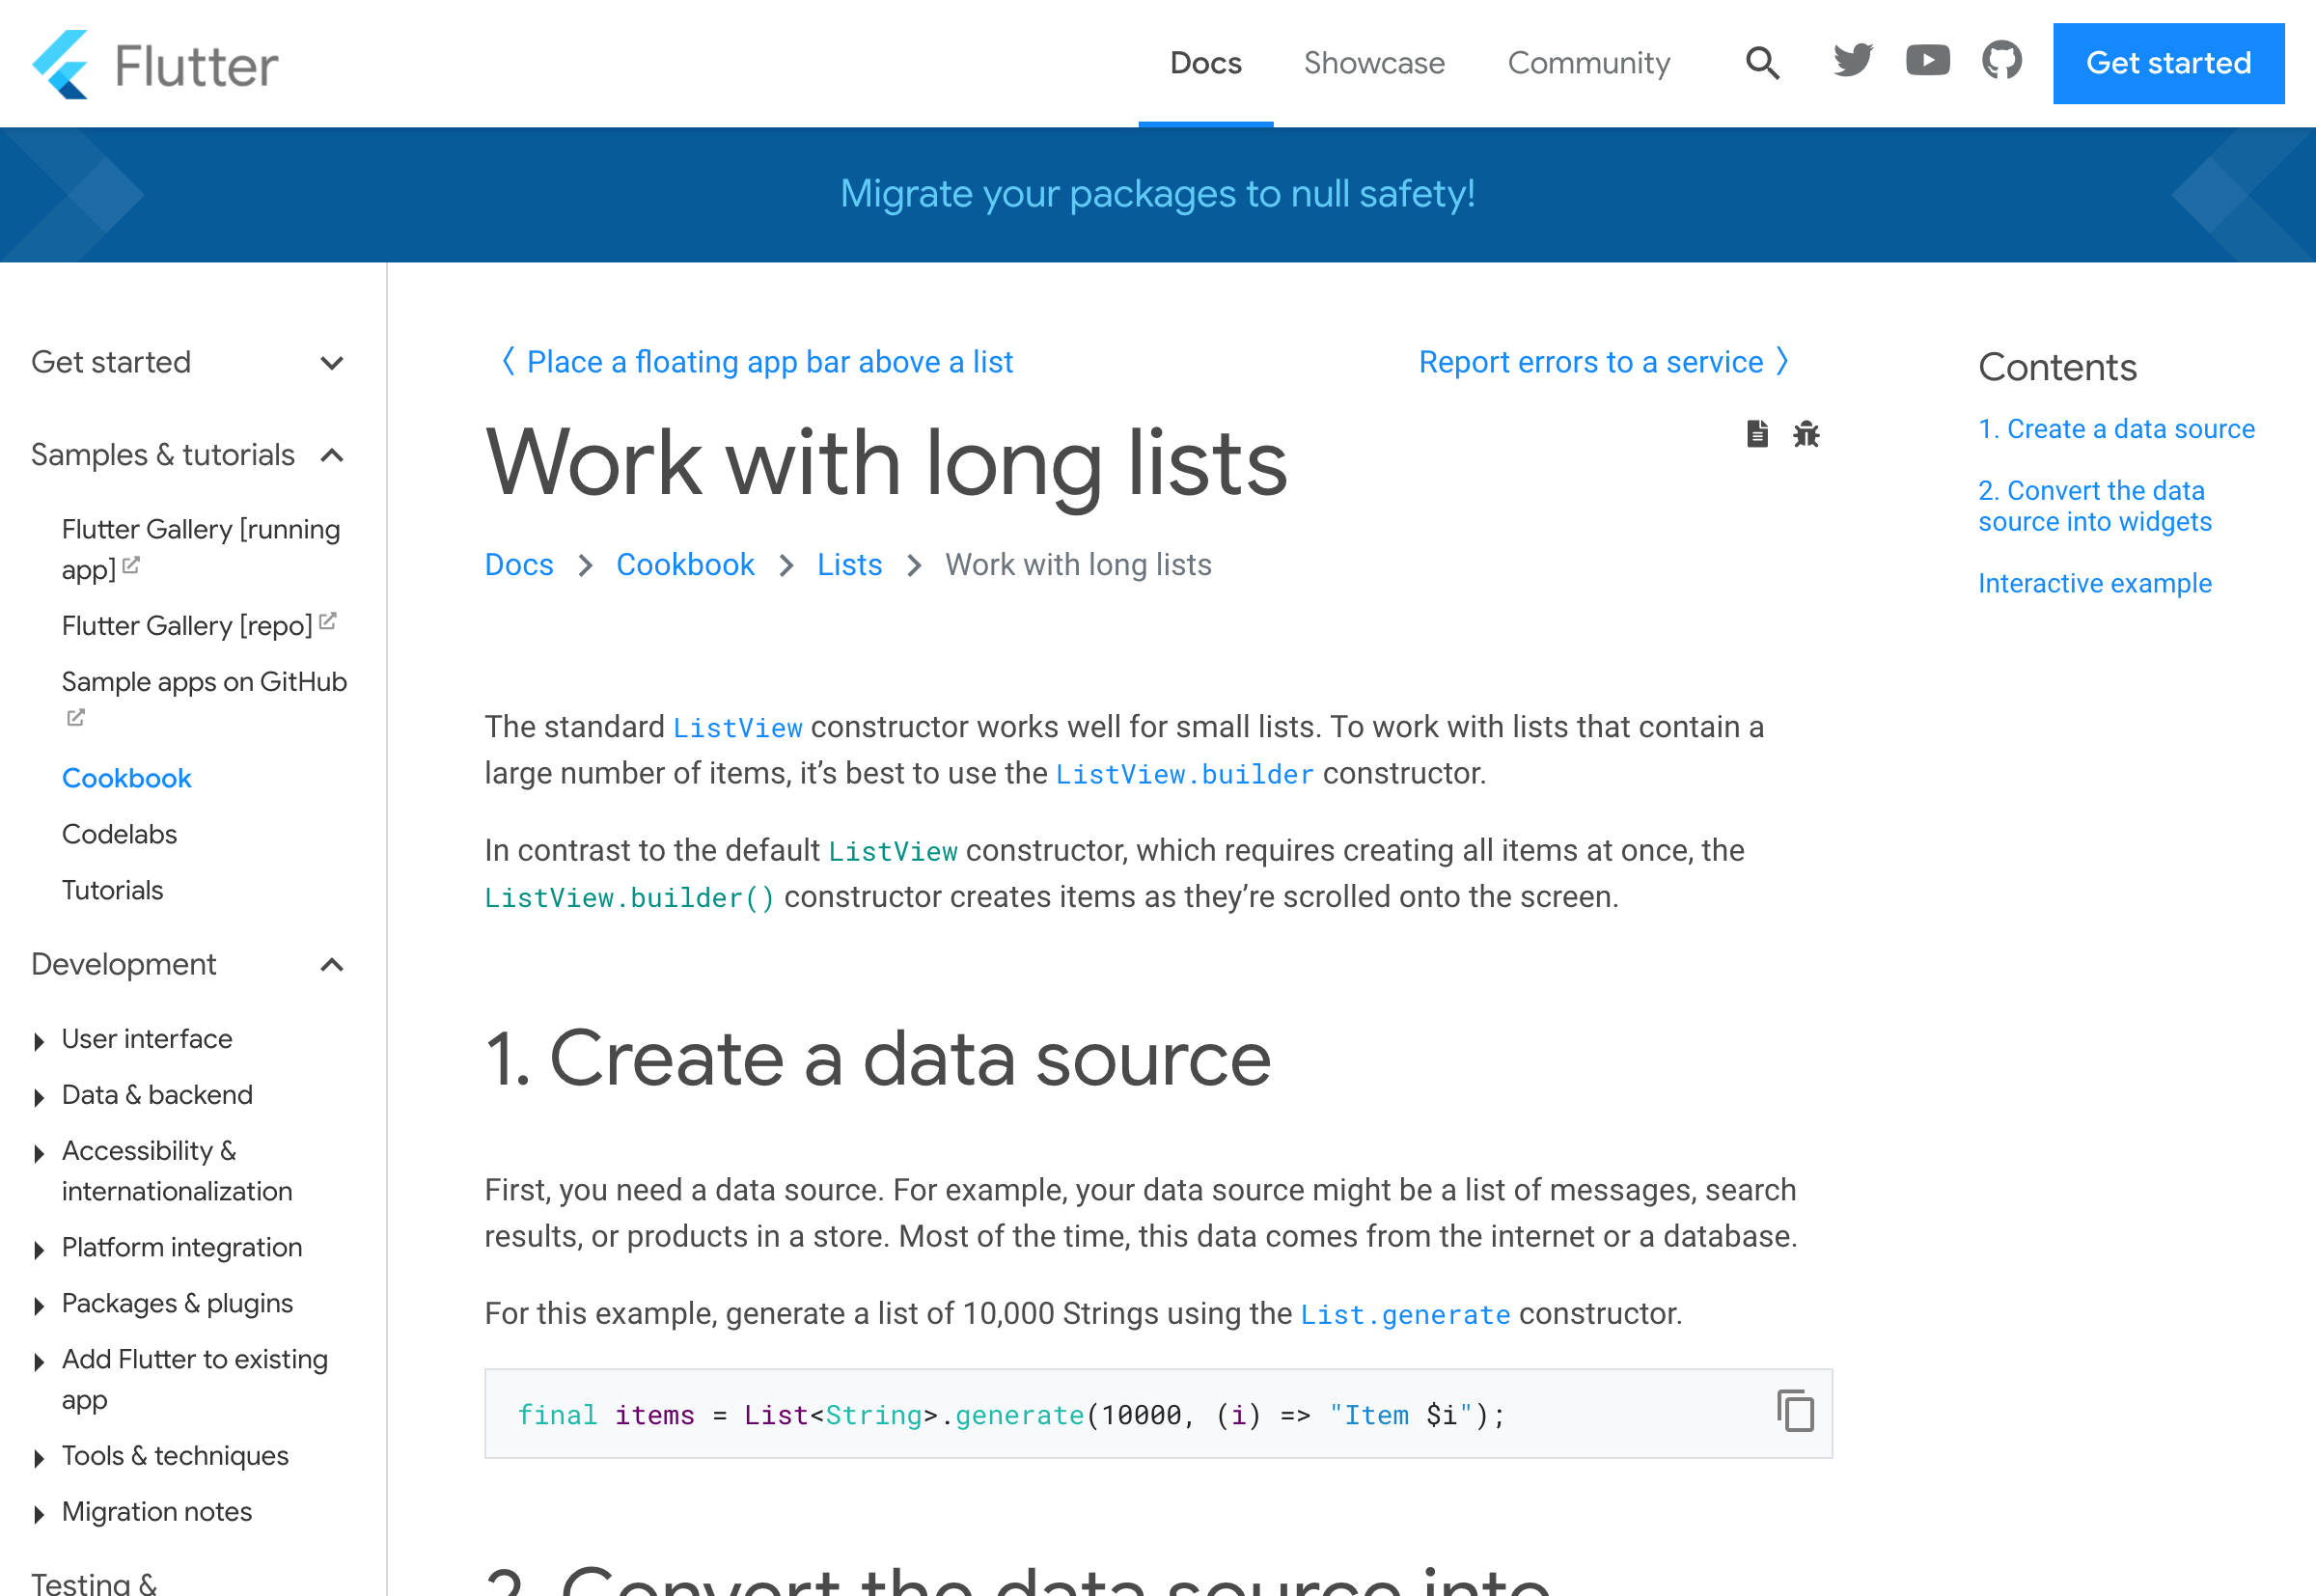 Flutter
Docs
Showcase
Community
Get started
Migrate your packages to null safety!
Get started
Samples & tutorials
Flutter Gallery [running
app]
Flutter Gallery [repo]
Sample apps on GitHub
Cookbook
Codelabs
Tutorials
Development
User interface
Data & backend
Accessibility &
internationalization
Platform integration
Packages & plugins
Add Flutter to existing
app
Tools & techniques
Migration notes
Testing &
〈 Place a floating app bar above a list
Report errors to a service 〉
Work with long lists
Docs > Cookbook > Lists > Work with long lists
The standard ListView constructor works well for small lists. To work with lists that contain a
large number of items, it’s best to use the ListView.builder constructor.
In contrast to the default ListView constructor, which requires creating all items at once, the
ListView.builder() constructor creates items as they’re scrolled onto the screen.
1. Create a data source
First, you need a data source. For example, your data source might be a list of messages, search
results, or products in a store. Most of the time, this data comes from the internet or a database.
For this example, generate a list of 10,000 Strings using the List.generate constructor.
final items = List<String>.generate(10000, (i) => "Item $i");
2. Convert the data source into
Contents
1. Create a data source
2. Convert the data
source into widgets
Interactive example